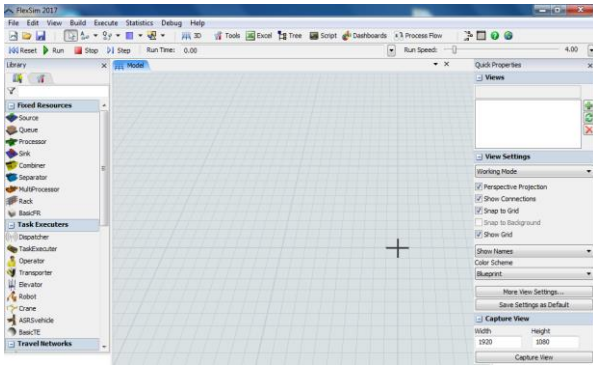 FlexSim 2017
File Edit View Build Execute Statistics Debug Help
3D Tools Excel Tree Script Dashboards Process Flow
Reset Run Stop Step Run Time: 0.00 Run Speed: 4.00
Library
Model
Quick Properties
Views
Fixed Resources
Source
Queue
Processor
Sink
Combiner
Separator
MultiProcessor
Rack
BasicFR
Task Executers
Dispatcher
TaskExecuter
Operator
Transporter
Elevator
Robot
Crane
ASRSvehicle
BasicTE
Travel Networks
View Settings
Working Mode
Perspective Projection
Show Connections
Snap to Grid
Snap to Background
Show Grid
Show Names
Color Scheme
Blueprint
More View Settings...
Save Settings as Default
Capture View
Width Height
1920 1080
Capture View